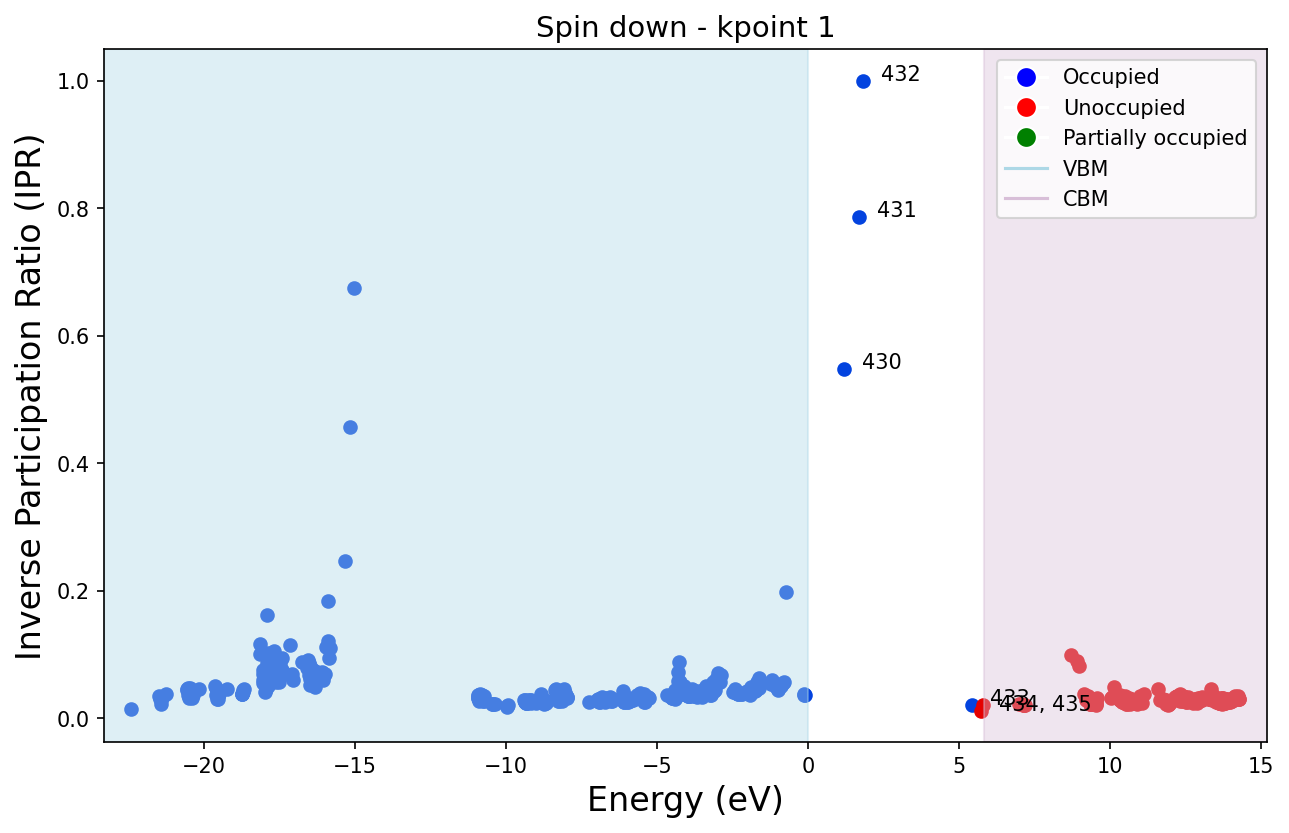 Spin down - kpoint 1
Inverse Participation Ratio (IPR)
1.0
0.8
0.6
0.4
0.2
0.0
432
431
430
433
434, 435
Occupied
Unoccupied
Partially occupied
VBM
CBM
−20
−15
−10
−5
0
5
10
15
Energy (eV)